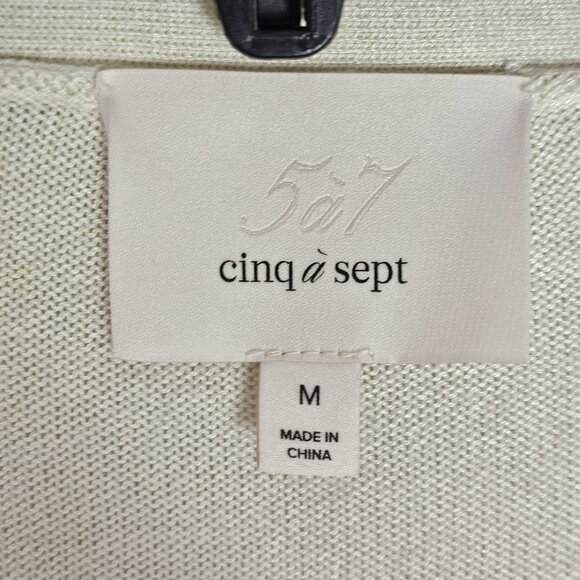 5à7
cinq à sept
M
MADE IN
CHINA